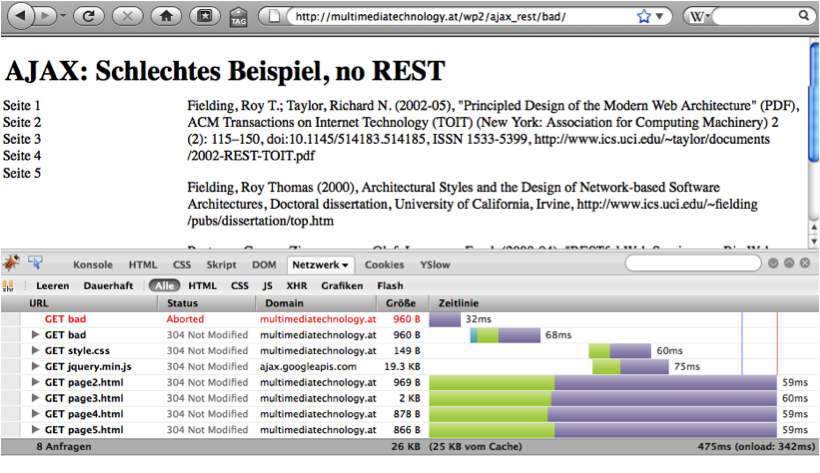 TAG
http://multimediatechnology.at/wp2/ajax_rest/bad/
W
AJAX: Schlechtes Beispiel, no REST
Seite 1
Seite 2
Seite 3
Seite 4
Seite 5
Fielding, Roy T.; Taylor, Richard N. (2002-05), "Principled Design of the Modern Web Architecture" (PDF),
ACM Transactions on Internet Technology (TOIT) (New York: Association for Computing Machinery) 2
(2): 115–150, doi:10.1145/514183.514185, ISSN 1533-5399, http://www.ics.uci.edu/~taylor/documents
/2002-REST-TOIT.pdf
Fielding, Roy Thomas (2000), Architectural Styles and the Design of Network-based Software
Architectures, Doctoral dissertation, University of California, Irvine, http://www.ics.uci.edu/~fielding
/pubs/dissertation/top.htm
Konsole HTML CSS Skript DOM Netzwerk Cookies YSlow
Leeren Dauerhaft Alle HTML CSS JS XHR Grafiken Flash
URL Status Domain Größe Zeitlinie
GET bad Aborted multimediatechnology.at 960 B 32ms
GET bad 304 Not Modified multimediatechnology.at 960 B 68ms
GET style.css 304 Not Modified multimediatechnology.at 149 B 60ms
GET jquery.min.js 304 Not Modified ajax.googleapis.com 19.3 KB 75ms
GET page2.html 304 Not Modified multimediatechnology.at 969 B 59ms
GET page3.html 304 Not Modified multimediatechnology.at 2 KB 60ms
GET page4.html 304 Not Modified multimediatechnology.at 878 B 59ms
GET page5.html 304 Not Modified multimediatechnology.at 866 B 59ms
8 Anfragen 26 KB (25 KB vom Cache) 475ms (onload: 342ms)